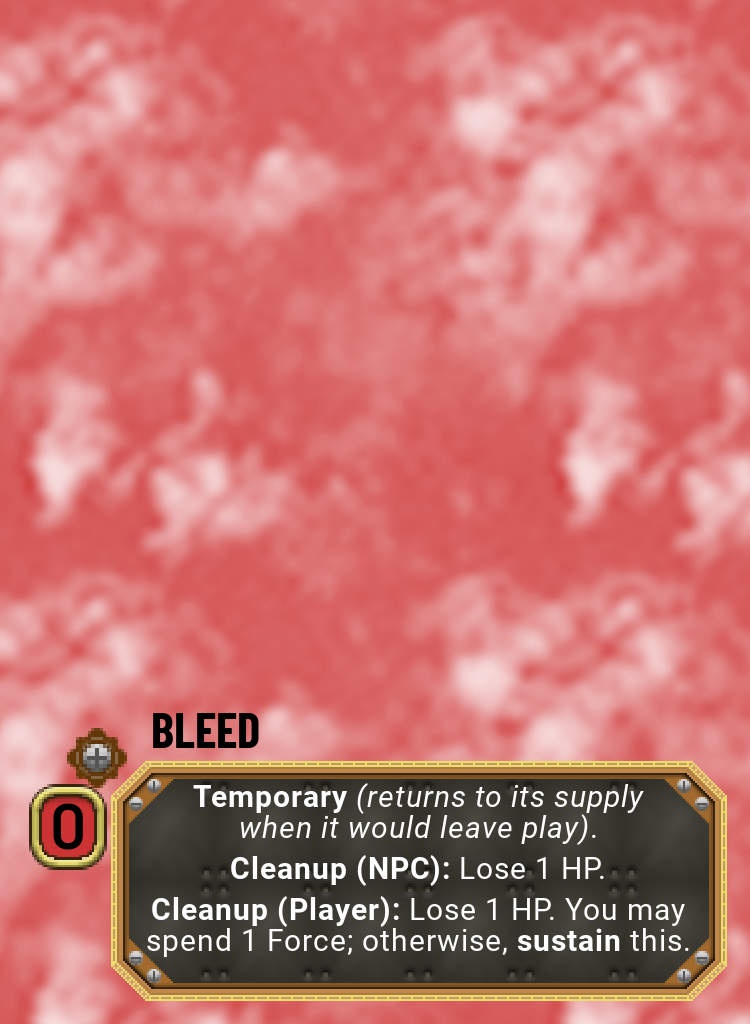 BLEED
0
Temporary (returns to its supply
when it would leave play).
Cleanup (NPC): Lose 1 HP.
Cleanup (Player): Lose 1 HP. You may
spend 1 Force; otherwise, sustain this.